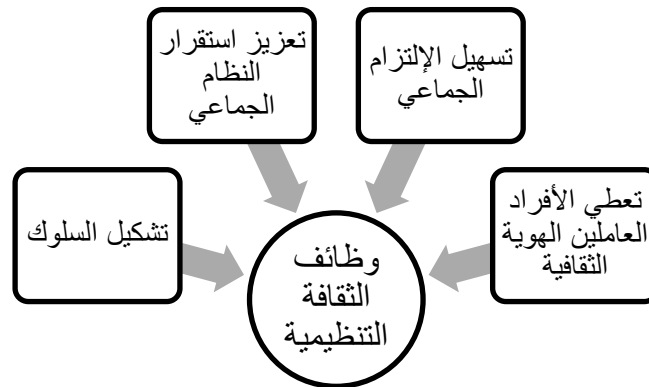 تعطي الأفراد
العاملين الهوية
الثقافية
تسهيل الإلتزام
الجماعي
تعزيز استقرار
النظام
الجماعي
تشكيل السلوك
وظائف
الثقافة
التنظيمية